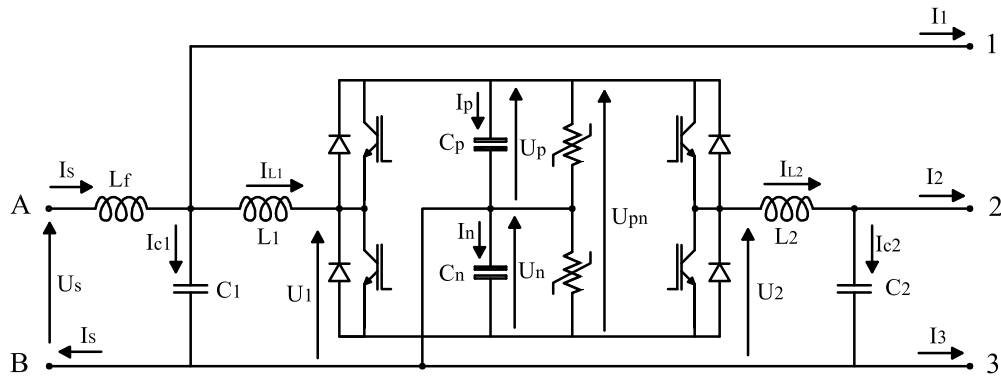 I1
1
Ip
Cp
Up
Is
Lf
IL1
IL2
I2
A
Upn
2
Ic1
L1
In
L2
Ic2
Us
C1
U1
Cn
Un
U2
C2
Is
I3
B
3